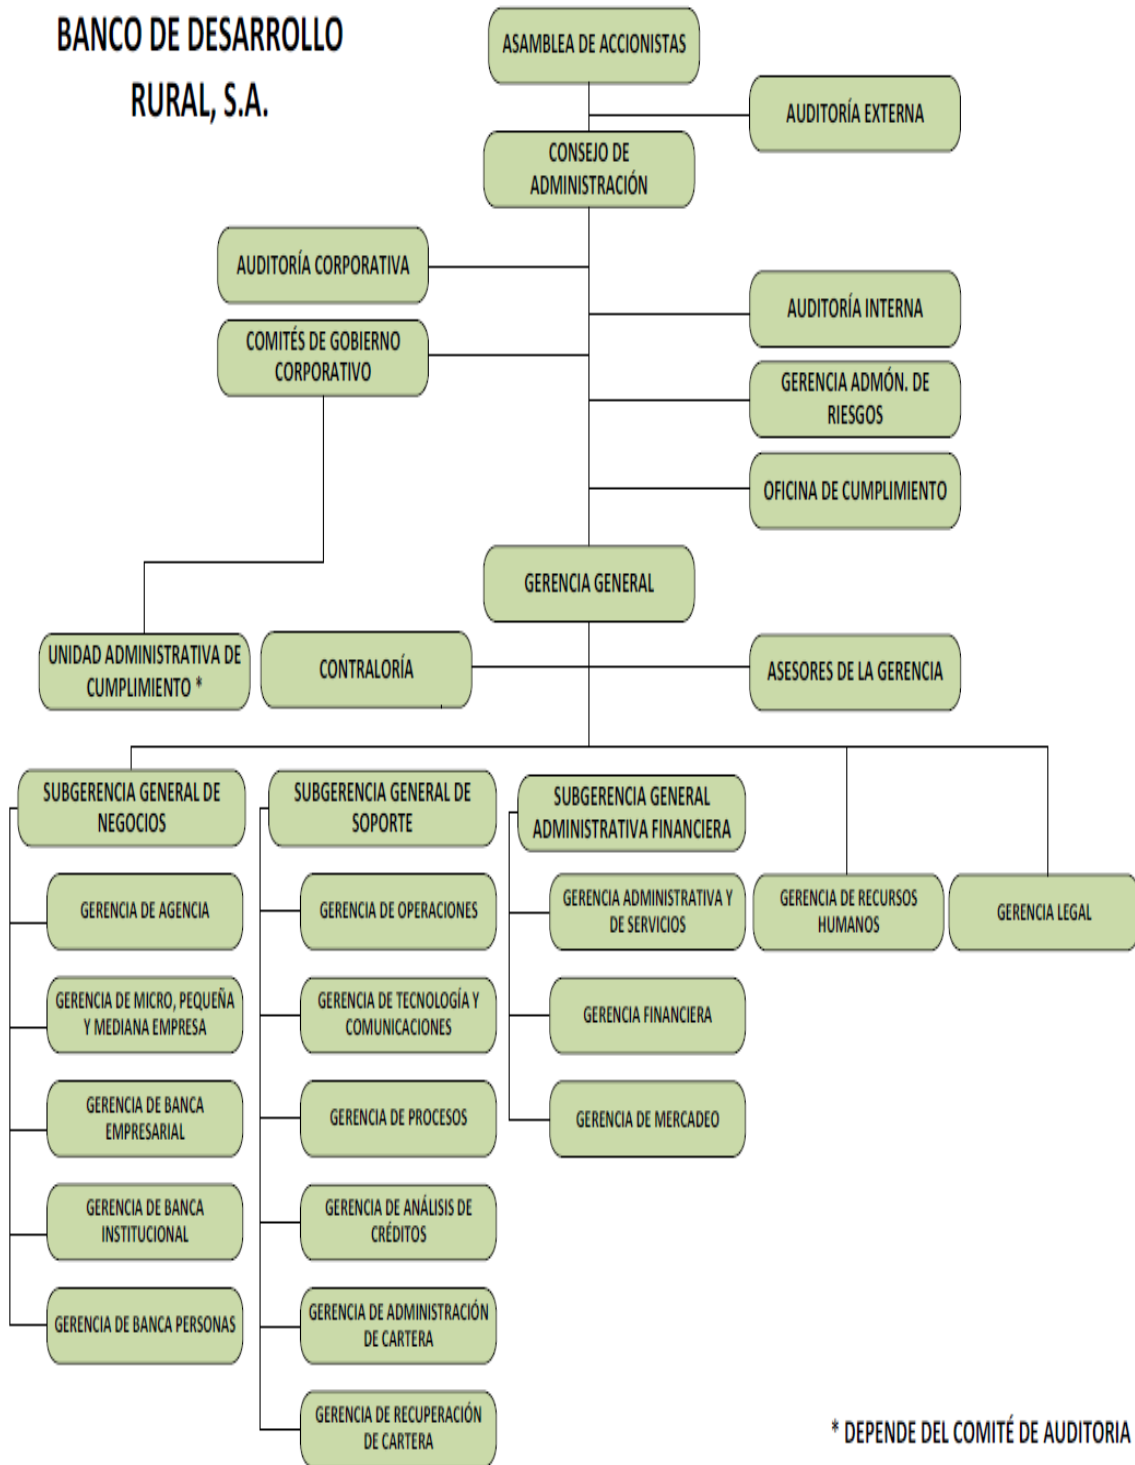 BANCO DE DESARROLLO
RURAL, S.A.
ASAMBLEA DE ACCIONISTAS
AUDITORÍA EXTERNA
CONSEJO DE
ADMINISTRACIÓN
AUDITORÍA CORPORATIVA
AUDITORÍA INTERNA
COMITÉS DE GOBIERNO
CORPORATIVO
GERENCIA ADMÓN. DE
RIESGOS
OFICINA DE CUMPLIMIENTO
GERENCIA GENERAL
UNIDAD ADMINISTRATIVA DE
CUMPLIMIENTO *
CONTRALORÍA
ASESORES DE LA GERENCIA
SUBGERENCIA GENERAL DE
NEGOCIOS
GERENCIA DE AGENCIA
GERENCIA DE MICRO, PEQUEÑA
Y MEDIANA EMPRESA
GERENCIA DE BANCA
EMPRESARIAL
GERENCIA DE BANCA
INSTITUCIONAL
GERENCIA DE BANCA PERSONAS
SUBGERENCIA GENERAL DE
SOPORTE
GERENCIA DE OPERACIONES
GERENCIA DE TECNOLOGÍA Y
COMUNICACIONES
GERENCIA DE PROCESOS
GERENCIA DE ANÁLISIS DE
CRÉDITOS
GERENCIA DE ADMINISTRACIÓN
DE CARTERA
GERENCIA DE RECUPERACIÓN
DE CARTERA
SUBGERENCIA GENERAL
ADMINISTRATIVA FINANCIERA
GERENCIA ADMINISTRATIVA Y
DE SERVICIOS
GERENCIA FINANCIERA
GERENCIA DE MERCADEO
GERENCIA DE RECURSOS
HUMANOS
GERENCIA LEGAL
* DEPENDE DEL COMITÉ DE AUDITORIA